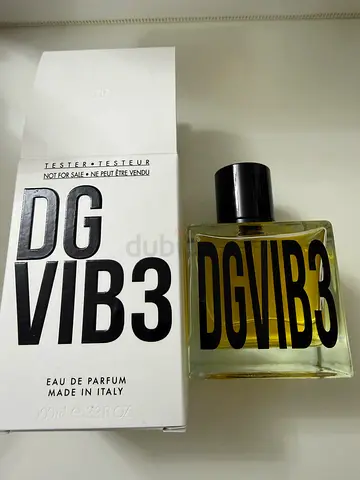 TESTER • TESTEUR
NOT FOR SALE • NE PEUT ÊTRE VENDU
DG
VIB3
EAU DE PARFUM
MADE IN ITALY
DGVIB3